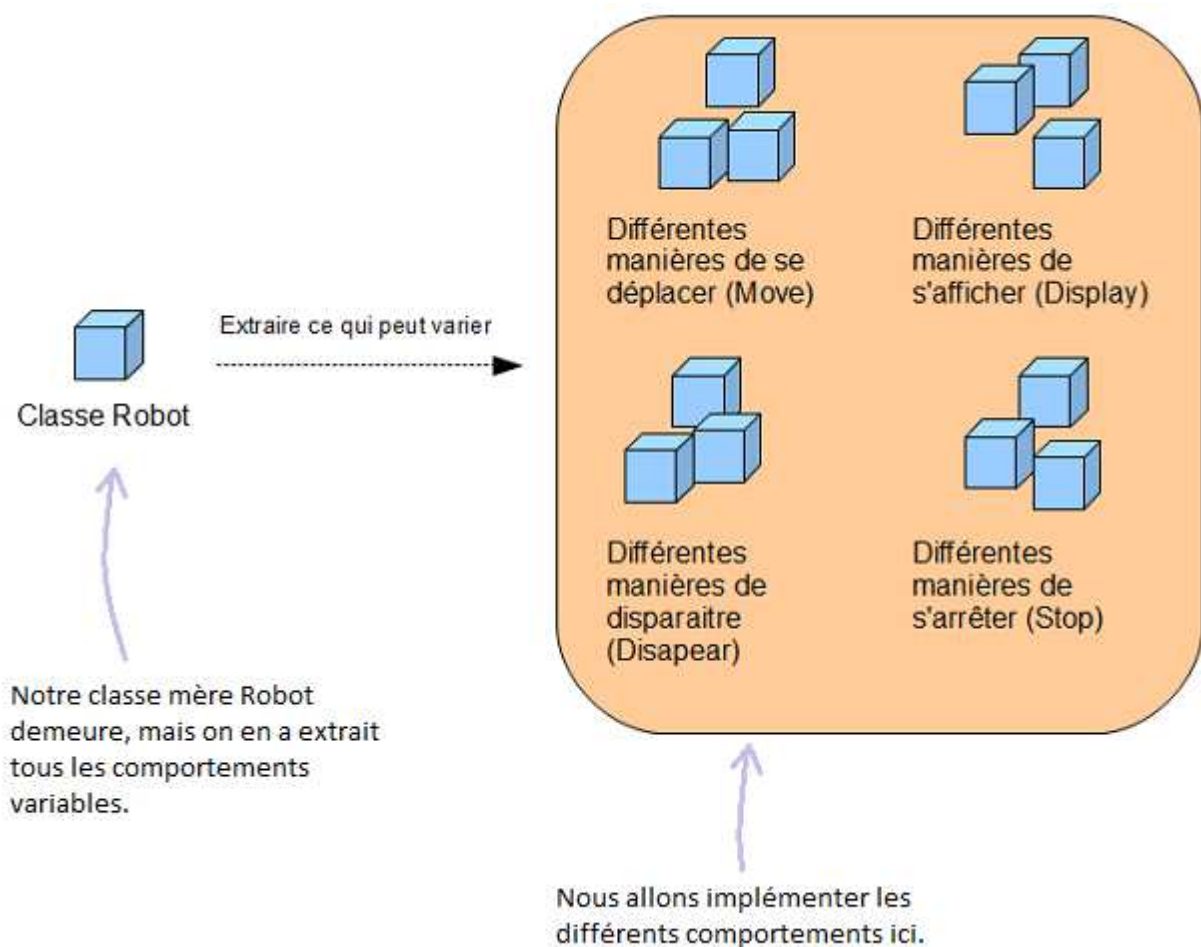 Différentes
manières de se
déplacer (Move)
Différentes
manières de
s'afficher (Display)
Extraire ce qui peut varier
Classe Robot
Différentes
manières de
disparaitre
(Disapear)
Différentes
manières de
s'arrêter (Stop)
Notre classe mère Robot
demeure, mais on en a extrait
tous les comportements
variables.
Nous allons implémenter les
différents comportements ici.